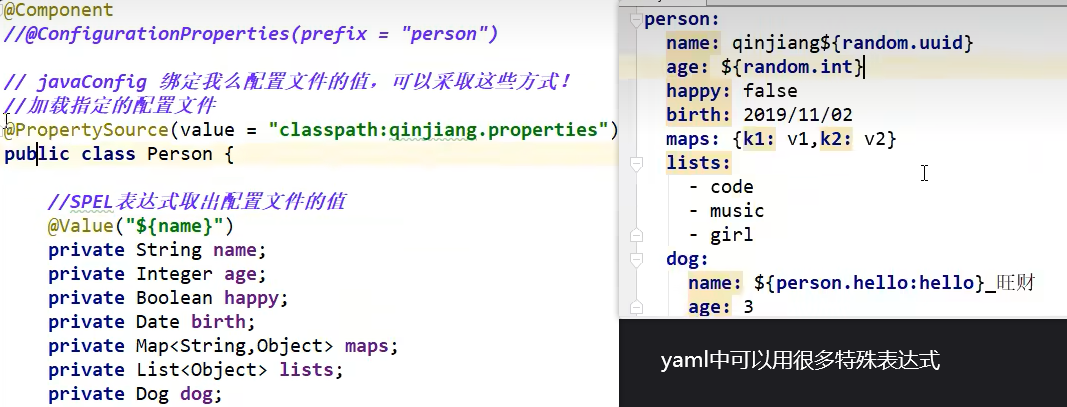 @Component
//@ConfigurationProperties(prefix = "person")
// javaConfig 绑定我么配置文件的值，可以采取这些方式！
//加载指定的配置文件
@PropertySource(value = "classpath:qinjiang.properties")
public class Person {
//SPEL表达式取出配置文件的值
@Value("${name}")
private String name;
private Integer age;
private Boolean happy;
private Date birth;
private Map<String,Object> maps;
private List<Object> lists;
private Dog dog;
person:
name: qinjiang${random.uuid}
age: ${random.int}
happy: false
birth: 2019/11/02
maps: {k1: v1,k2: v2}
lists:
- code
- music
- girl
dog:
name: ${person.hello:hello}_旺财
age: 3
yaml中可以用很多特殊表达式